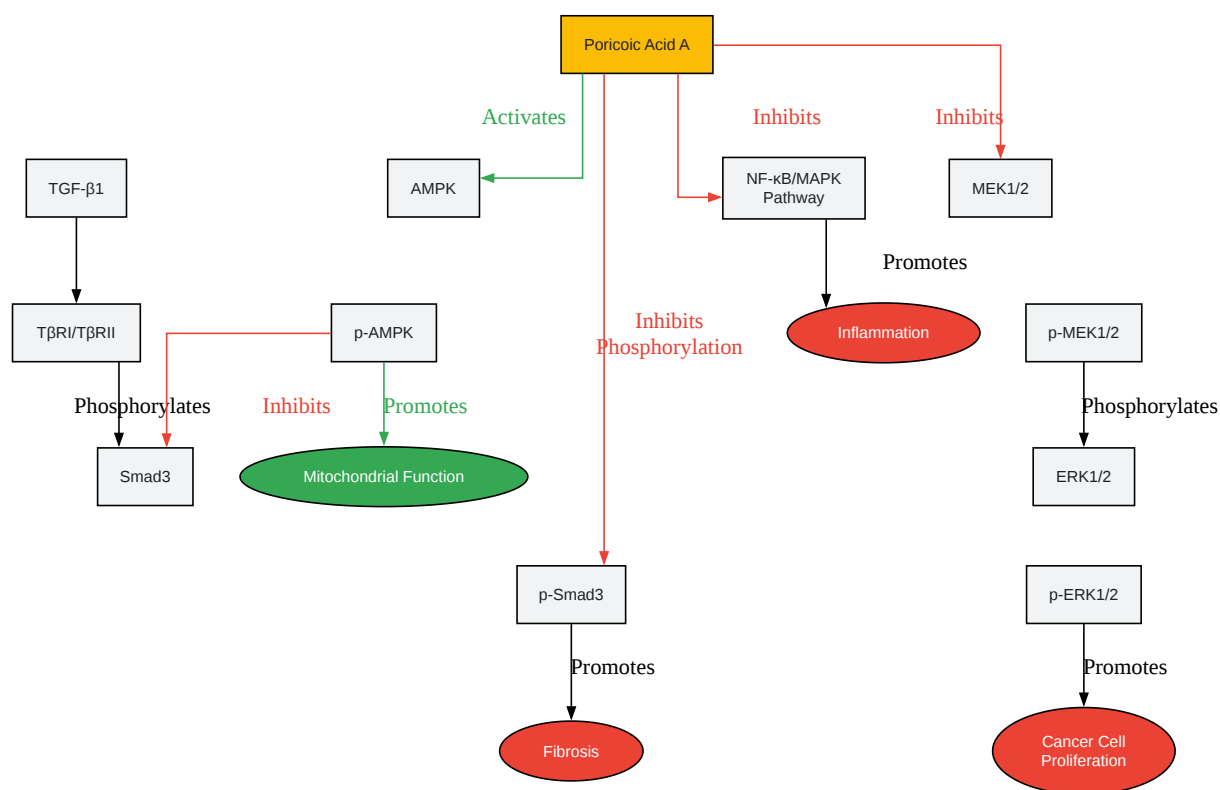 Poricoic Acid A
Activates
Inhibits
Inhibits
TGF-β1
AMPK
NF-κB/MAPK
Pathway
MEK1/2
Promotes
TβRI/TβRII
p-AMPK
Inhibits
Phosphorylation
Inflammation
p-MEK1/2
Phosphorylates
Inhibits
Promotes
Phosphorylates
Smad3
Mitochondrial Function
ERK1/2
p-Smad3
p-ERK1/2
Promotes
Promotes
Fibrosis
Cancer Cell
Proliferation